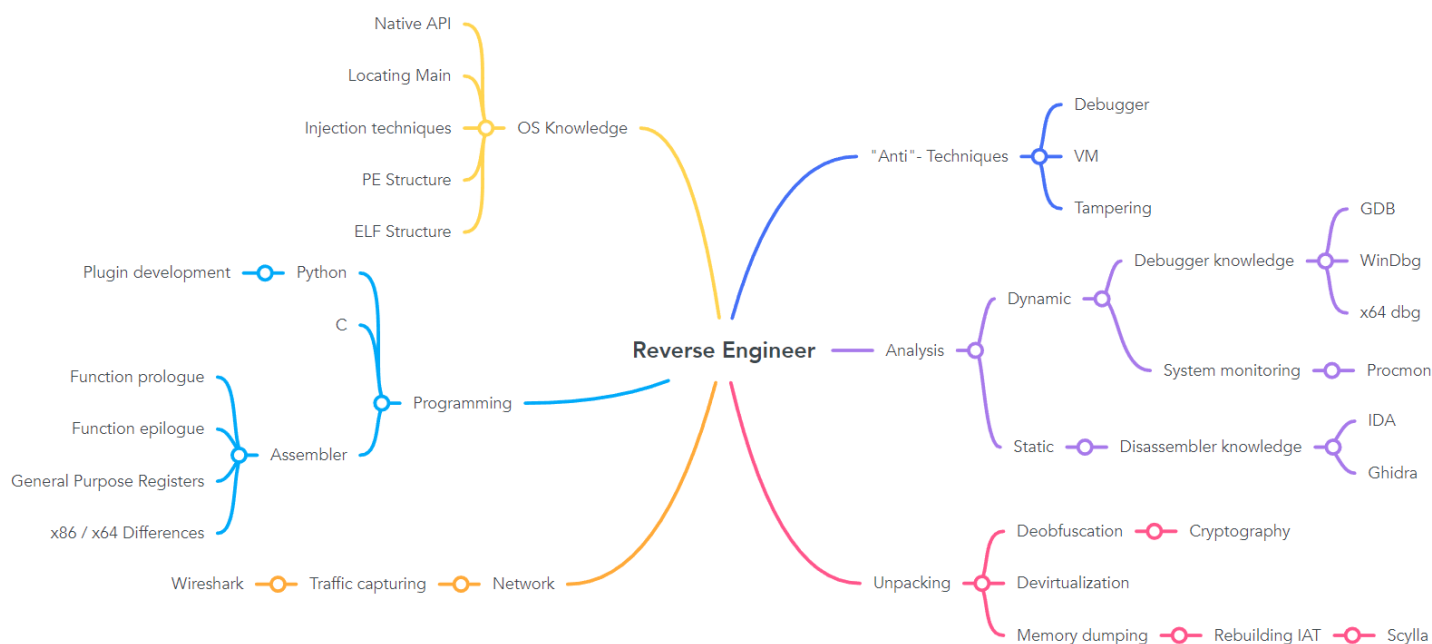 Native API
Locating Main
Injection techniques
OS Knowledge
PE Structure
ELF Structure
"Anti"- Techniques
Debugger
VM
Tampering
Plugin development
Python
C
Function prologue
Programming
Function epilogue
Assembler
General Purpose Registers
x86 / x64 Differences
Reverse Engineer
Analysis
Dynamic
Debugger knowledge
GDB
WinDbg
x64 dbg
System monitoring
Procmon
Static
Disassembler knowledge
IDA
Ghidra
Wireshark
Traffic capturing
Network
Unpacking
Deobfuscation
Cryptography
Devirtualization
Memory dumping
Rebuilding IAT
Scylla